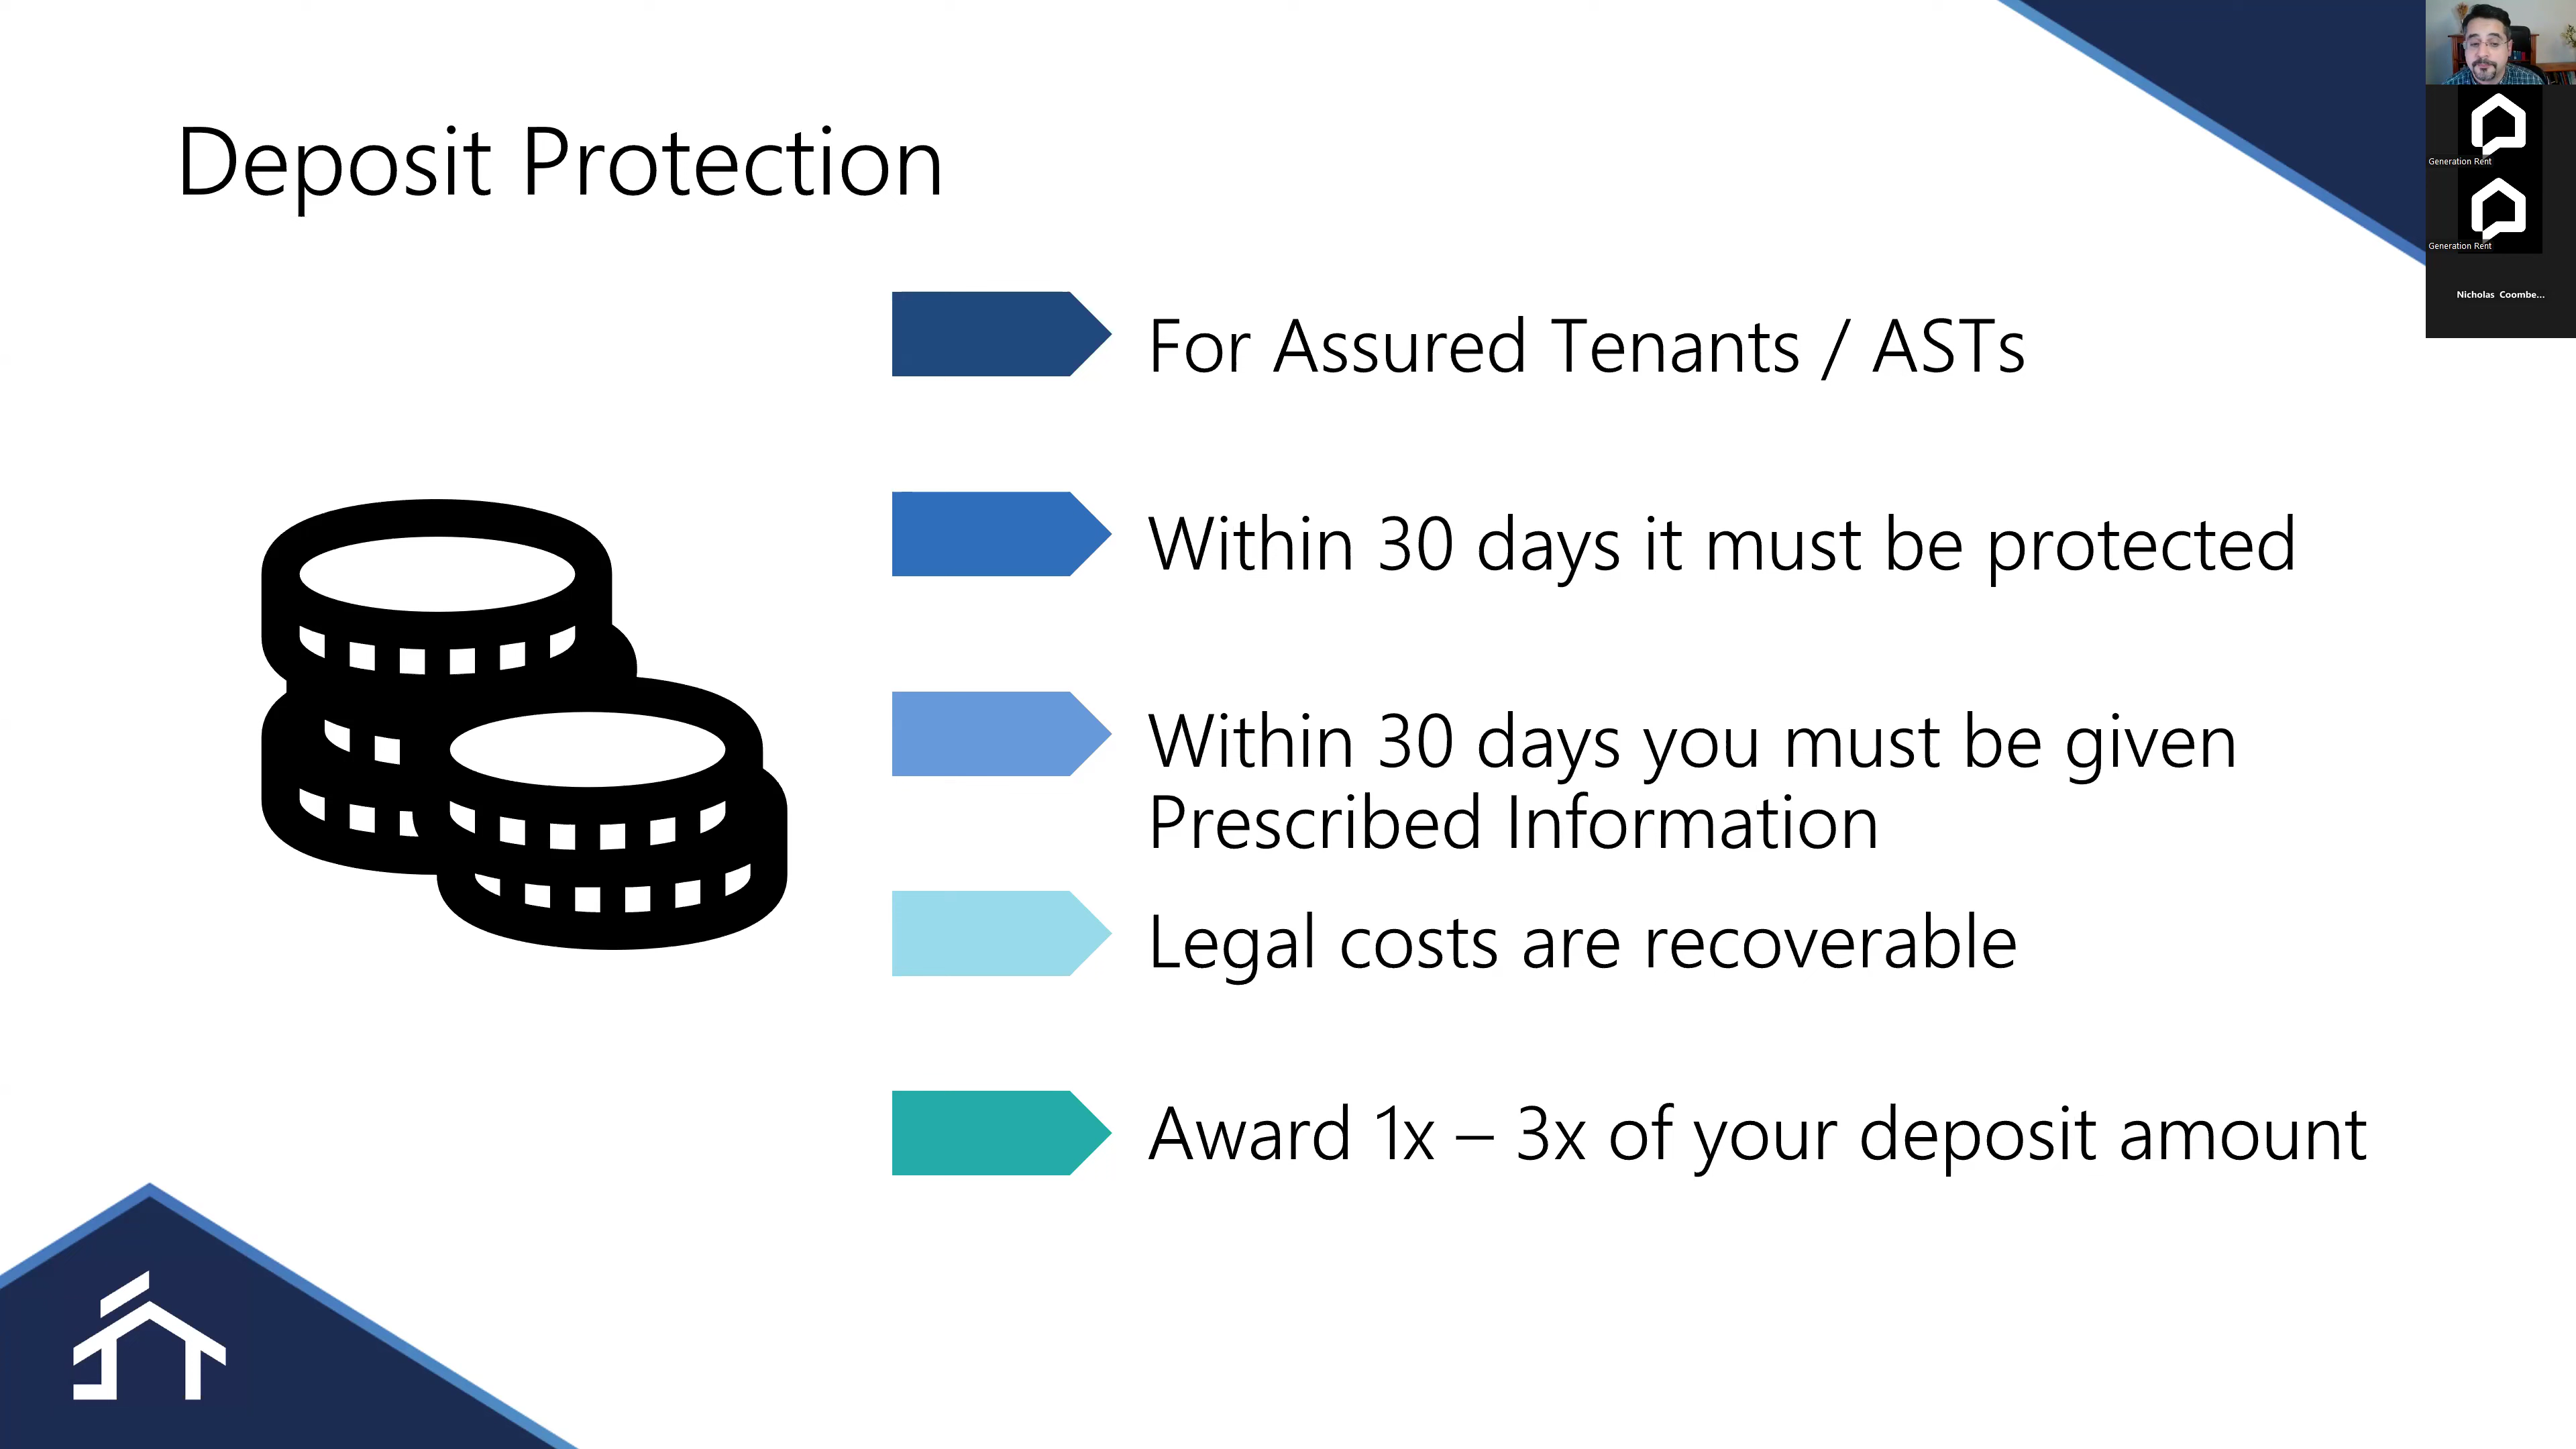 Deposit Protection
For Assured Tenants / ASTs
Within 30 days it must be protected
Within 30 days you must be given
Prescribed Information
Legal costs are recoverable
Award 1x – 3x of your deposit amount
Generation Rent
Generation Rent
Nicholas Coombe...